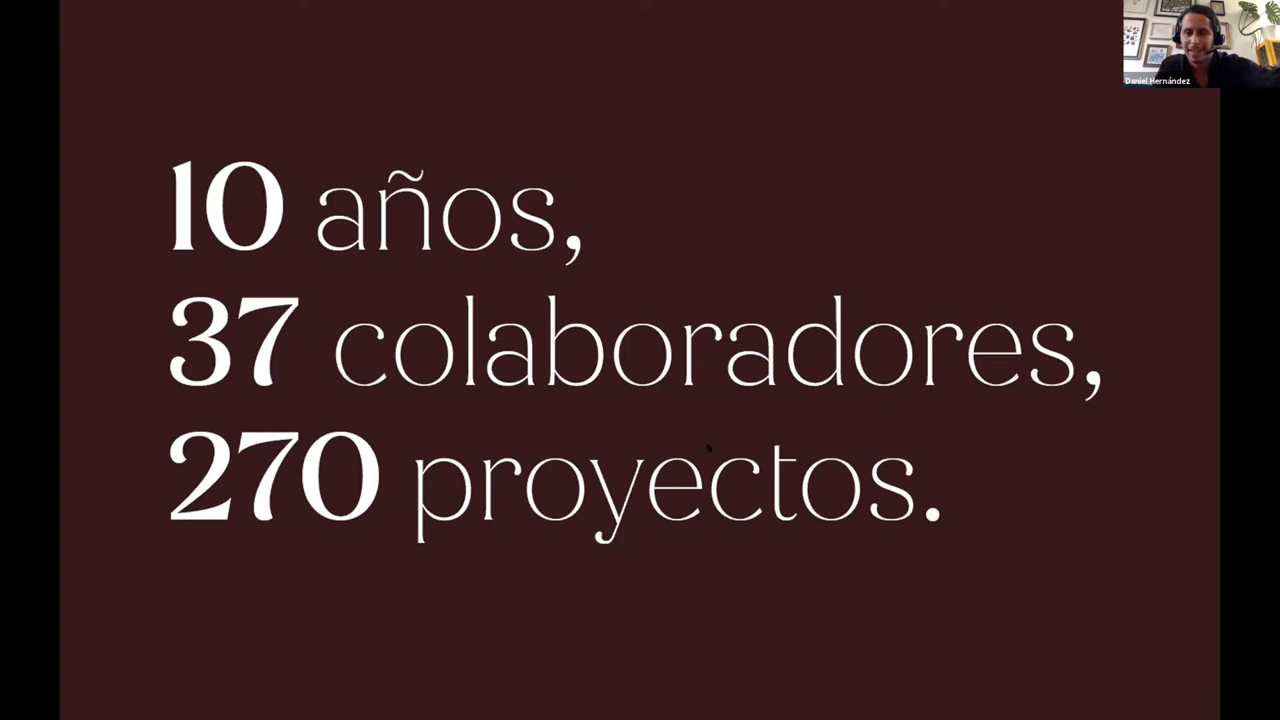 10 años,
37 colaboradores,
270 proyectos.
Daniel Hernández